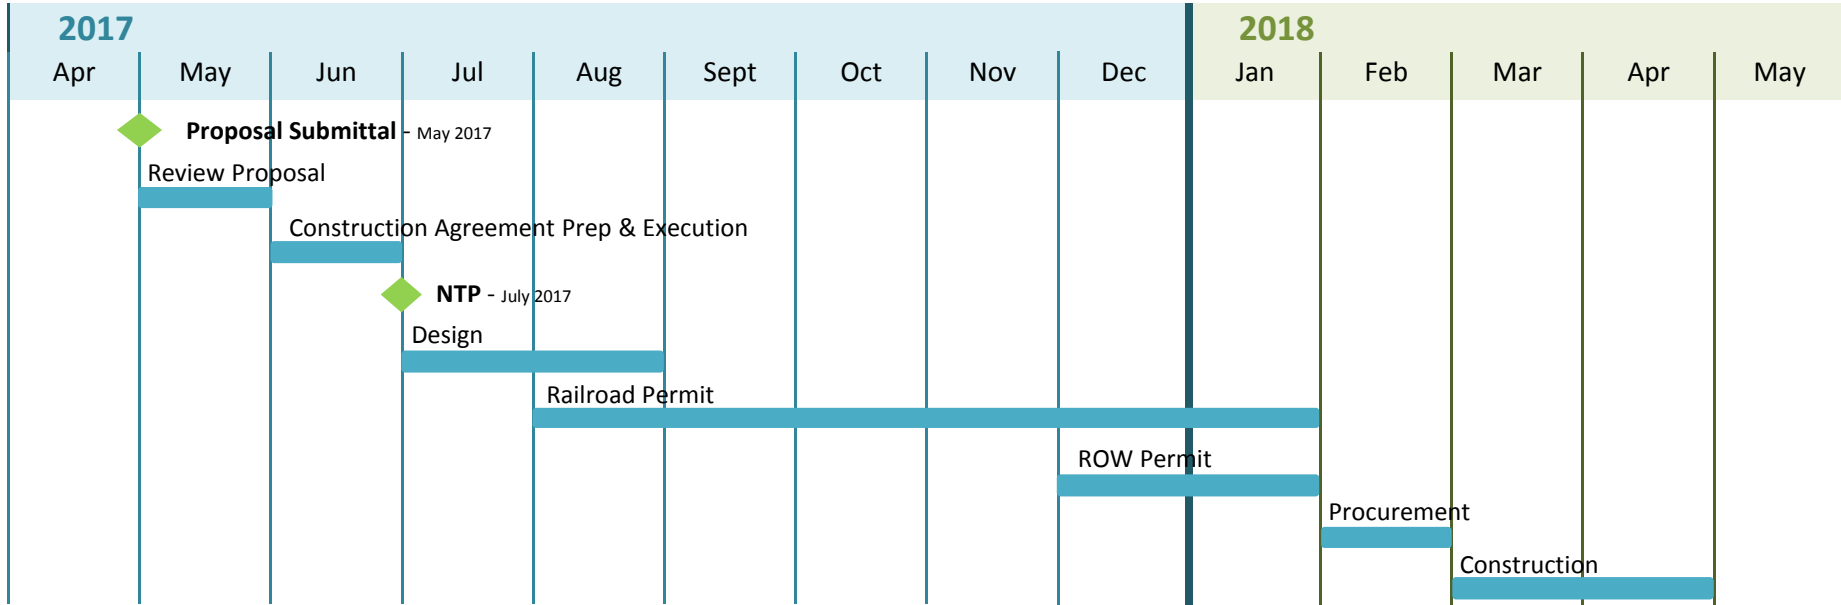 2017 2018
Apr May Jun Jul Aug Sept Oct Nov Dec Jan Feb Mar Apr May
Proposal Submittal - May 2017
Review Proposal
Construction Agreement Prep & Execution
NTP - July 2017
Design
Railroad Permit
ROW Permit
Procurement
Construction